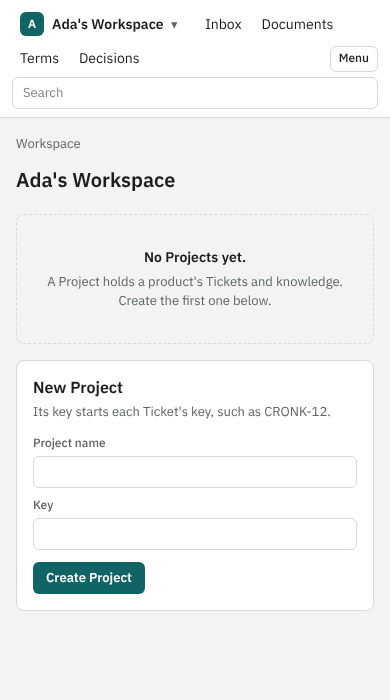 A Ada's Workspace ▾ Inbox Documents
Terms Decisions Menu
Search
Workspace
Ada's Workspace
No Projects yet.
A Project holds a product's Tickets and knowledge.
Create the first one below.
New Project
Its key starts each Ticket's key, such as CRONK-12.
Project name
Key
Create Project